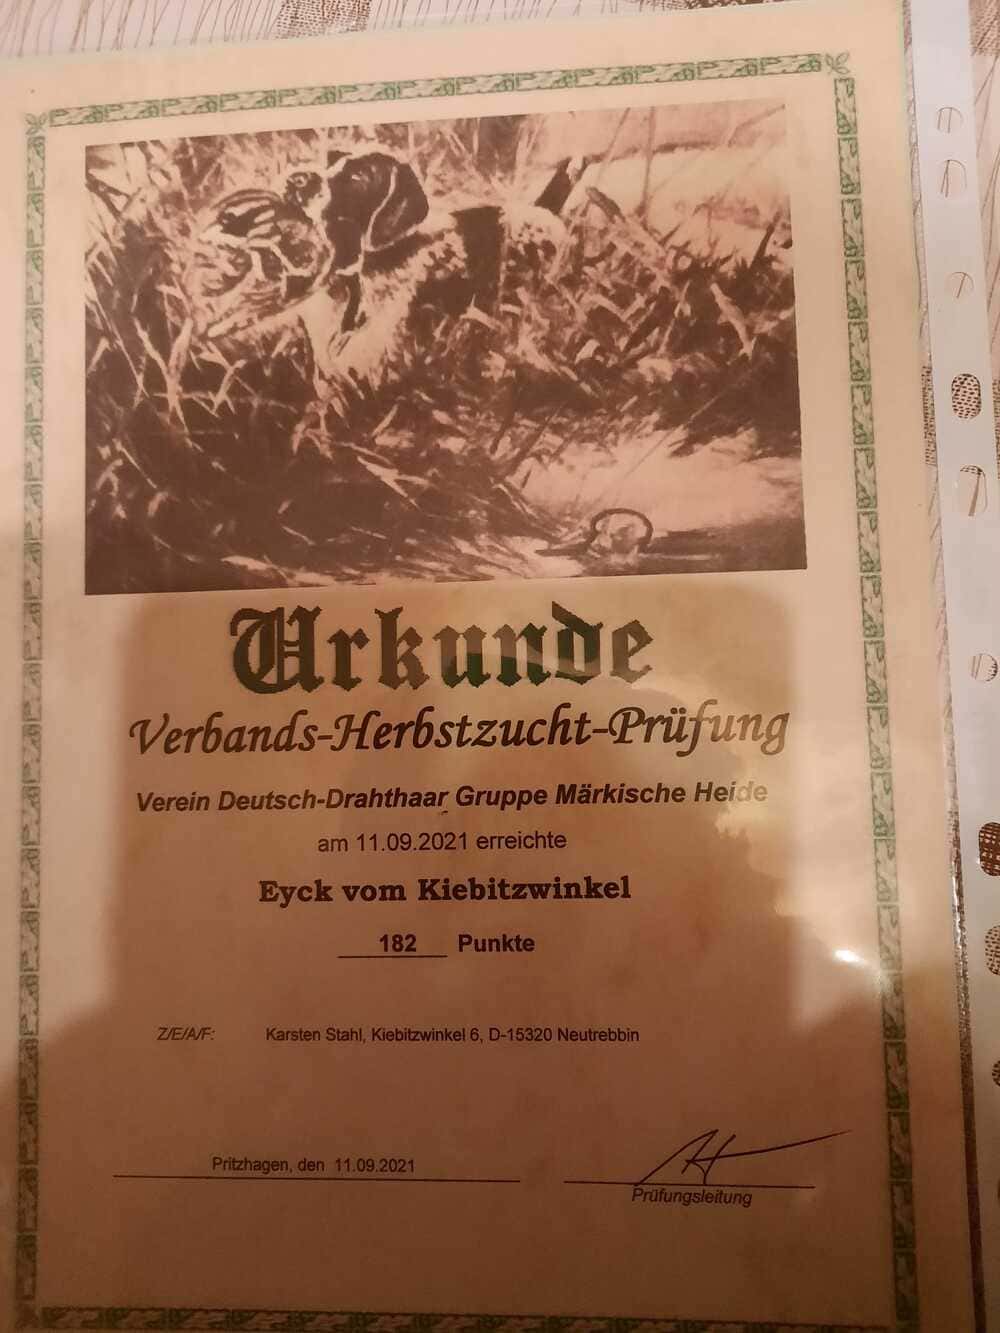 Urkunde
Verbands-Herbstzucht-Prüfung
Verein Deutsch-Drahthaar Gruppe Märkische Heide
am 11.09.2021 erreichte
Eyck vom Kiebitzwinkel
182 Punkte
Z/E/A/F: Karsten Stahl, Kiebitzwinkel 6, D-15320 Neutrebbin
Pritzhagen, den 11.09.2021
Prüfungsleitung